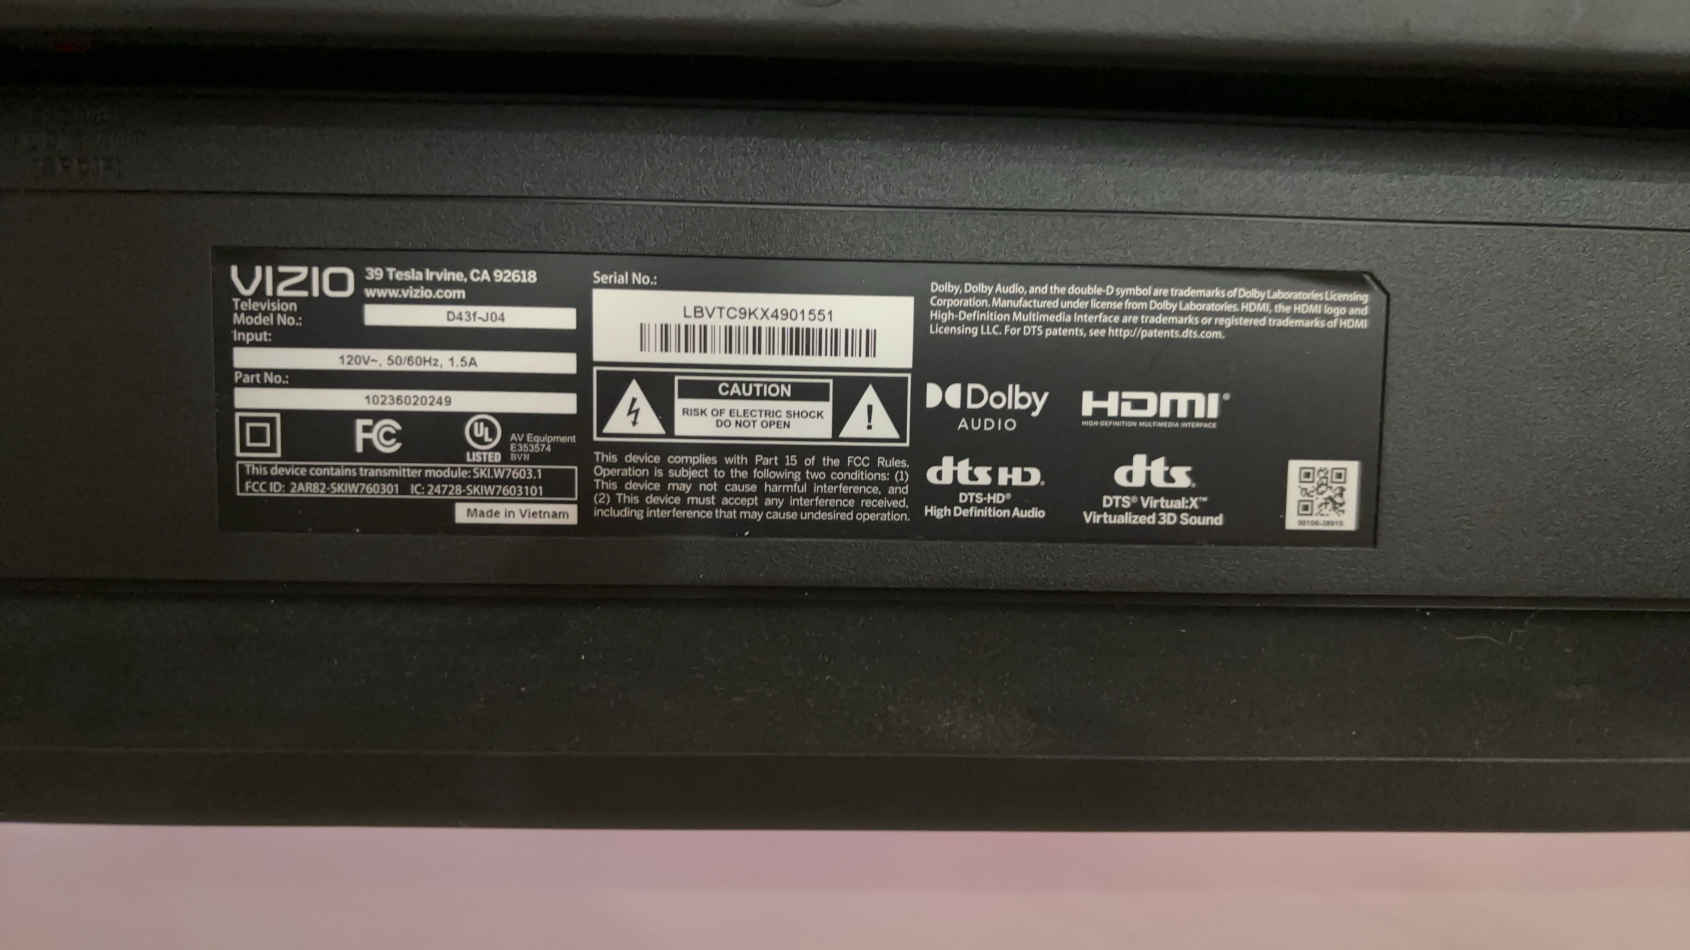 VIZIO
39 Tesla Irvine, CA 92618
www.vizio.com
Television
Model No.:
D43f-J04
Input:
120V~, 50/60Hz, 1.5A
Part No.:
10236020249
FC
UL
LISTED
AV Equipment
E353574
BVN
This device contains transmitter module: SKI.W7603.1
FCC ID: 2AR82-SKIW760301 IC: 24728-SKIW7603101
Made in Vietnam
Serial No.:
LBVTC9KX4901551
CAUTION
RISK OF ELECTRIC SHOCK
DO NOT OPEN
This device complies with Part 15 of the FCC Rules.
Operation is subject to the following two conditions: (1)
This device may not cause harmful interference, and
(2) This device must accept any interference received,
including interference that may cause undesired operation.
Dolby, Dolby Audio, and the double-D symbol are trademarks of Dolby Laboratories Licensing
Corporation. Manufactured under license from Dolby Laboratories. HDMI, the HDMI logo and
High-Definition Multimedia Interface are trademarks or registered trademarks of HDMI
Licensing LLC. For DTS patents, see http://patents.dts.com.
Dolby
AUDIO
HDMI®
HIGH-DEFINITION MULTIMEDIA INTERFACE
dts HD.
DTS-HD®
High Definition Audio
dts.
DTS® Virtual:X™
Virtualized 3D Sound